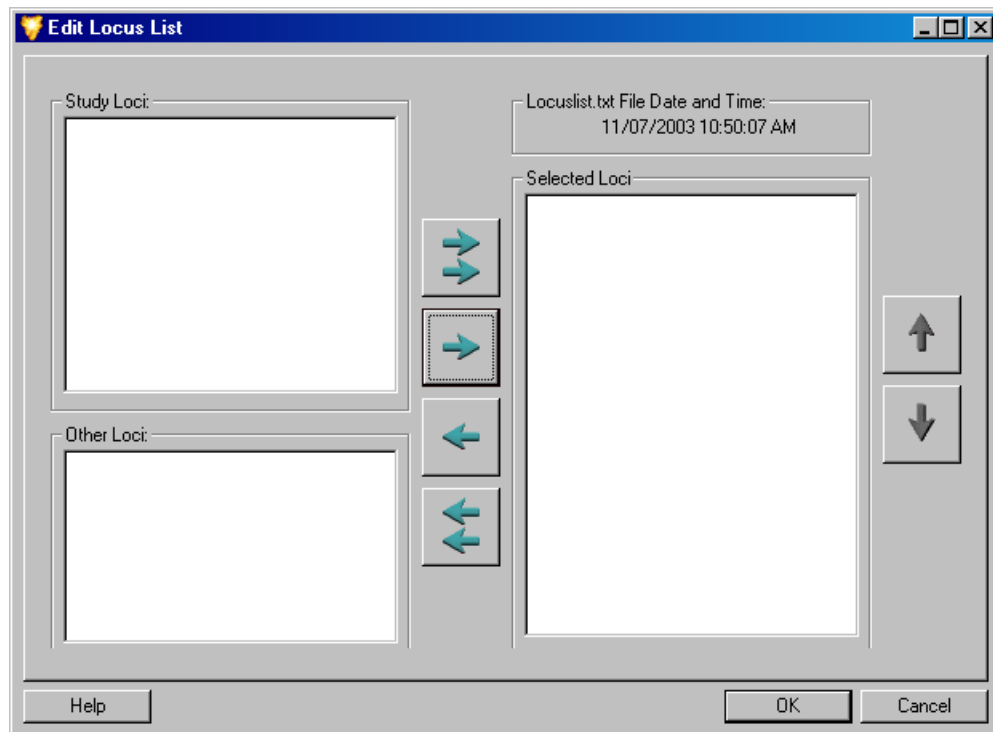 Edit Locus List
Study Loci:
Locuslist.txt File Date and Time:
11/07/2003 10:50:07 AM
Selected Loci
Other Loci:
Help
OK
Cancel